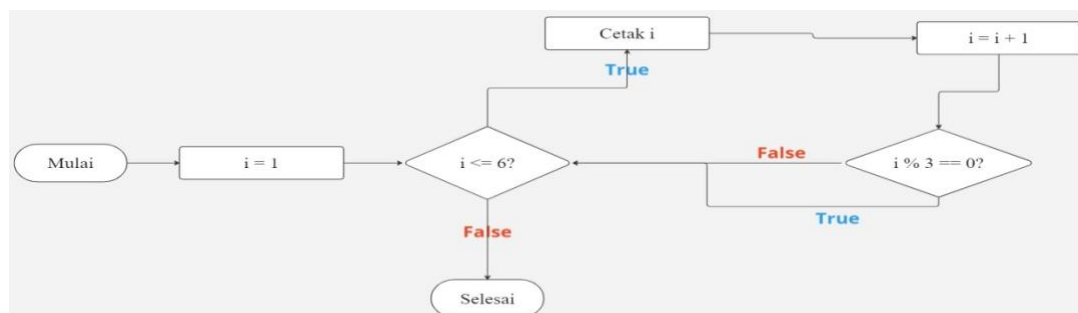 Cetak i
i = i + 1
True
Mulai
i = 1
i <= 6?
False
i % 3 == 0?
True
False
Selesai